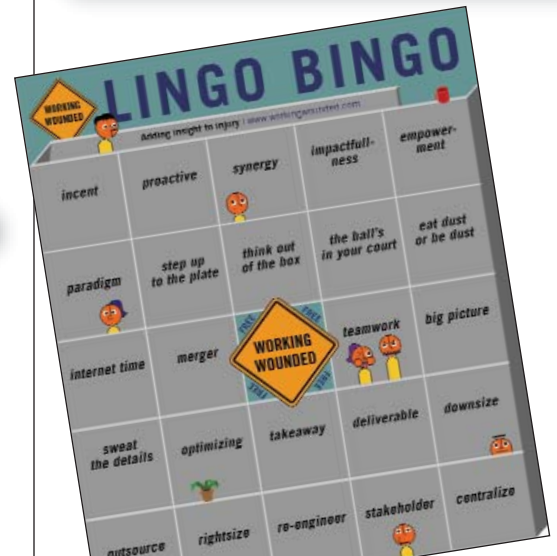 LINGO BINGO
WORKING
WOUNDED
Adding insight to injury | www.workingwounded.com
incent
proactive
synergy
impactfull-
ness
empower-
ment
paradigm
step up
to the plate
think out
of the box
the ball's
in your court
eat dust
or be dust
internet time
merger
FREE
FREE
WORKING
WOUNDED
FREE
FREE
teamwork
big picture
sweat
the details
optimizing
takeaway
deliverable
downsize
outsource
rightsize
re-engineer
stakeholder
centralize